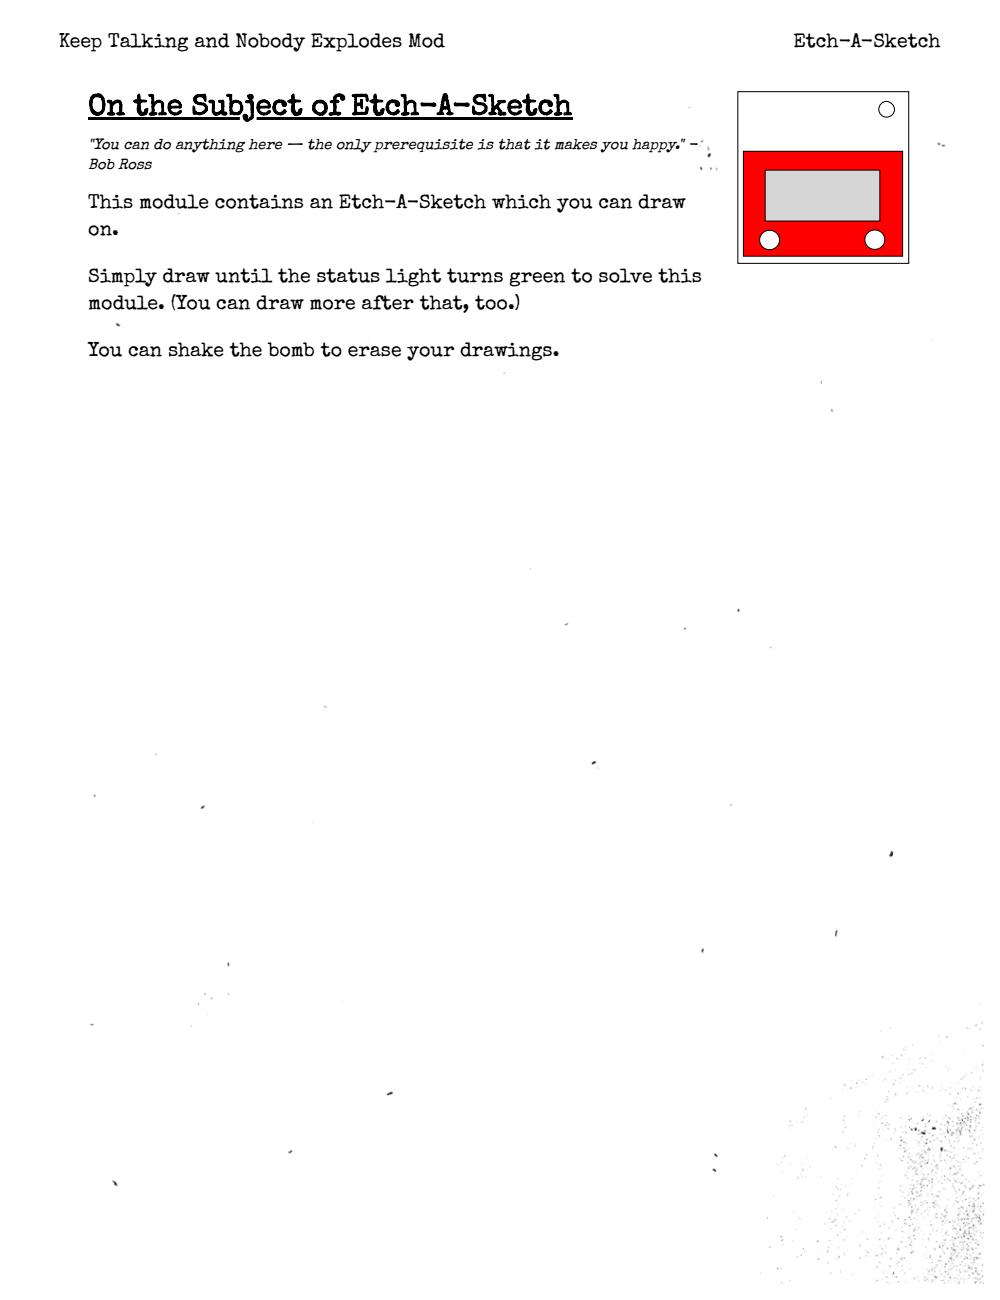 Keep Talking and Nobody Explodes Mod
Etch-A-Sketch
On the Subject of Etch-A-Sketch
"You can do anything here — the only prerequisite is that it makes you happy." –
Bob Ross
This module contains an Etch-A-Sketch which you can draw
on.
Simply draw until the status light turns green to solve this
module. (You can draw more after that, too.)
You can shake the bomb to erase your drawings.